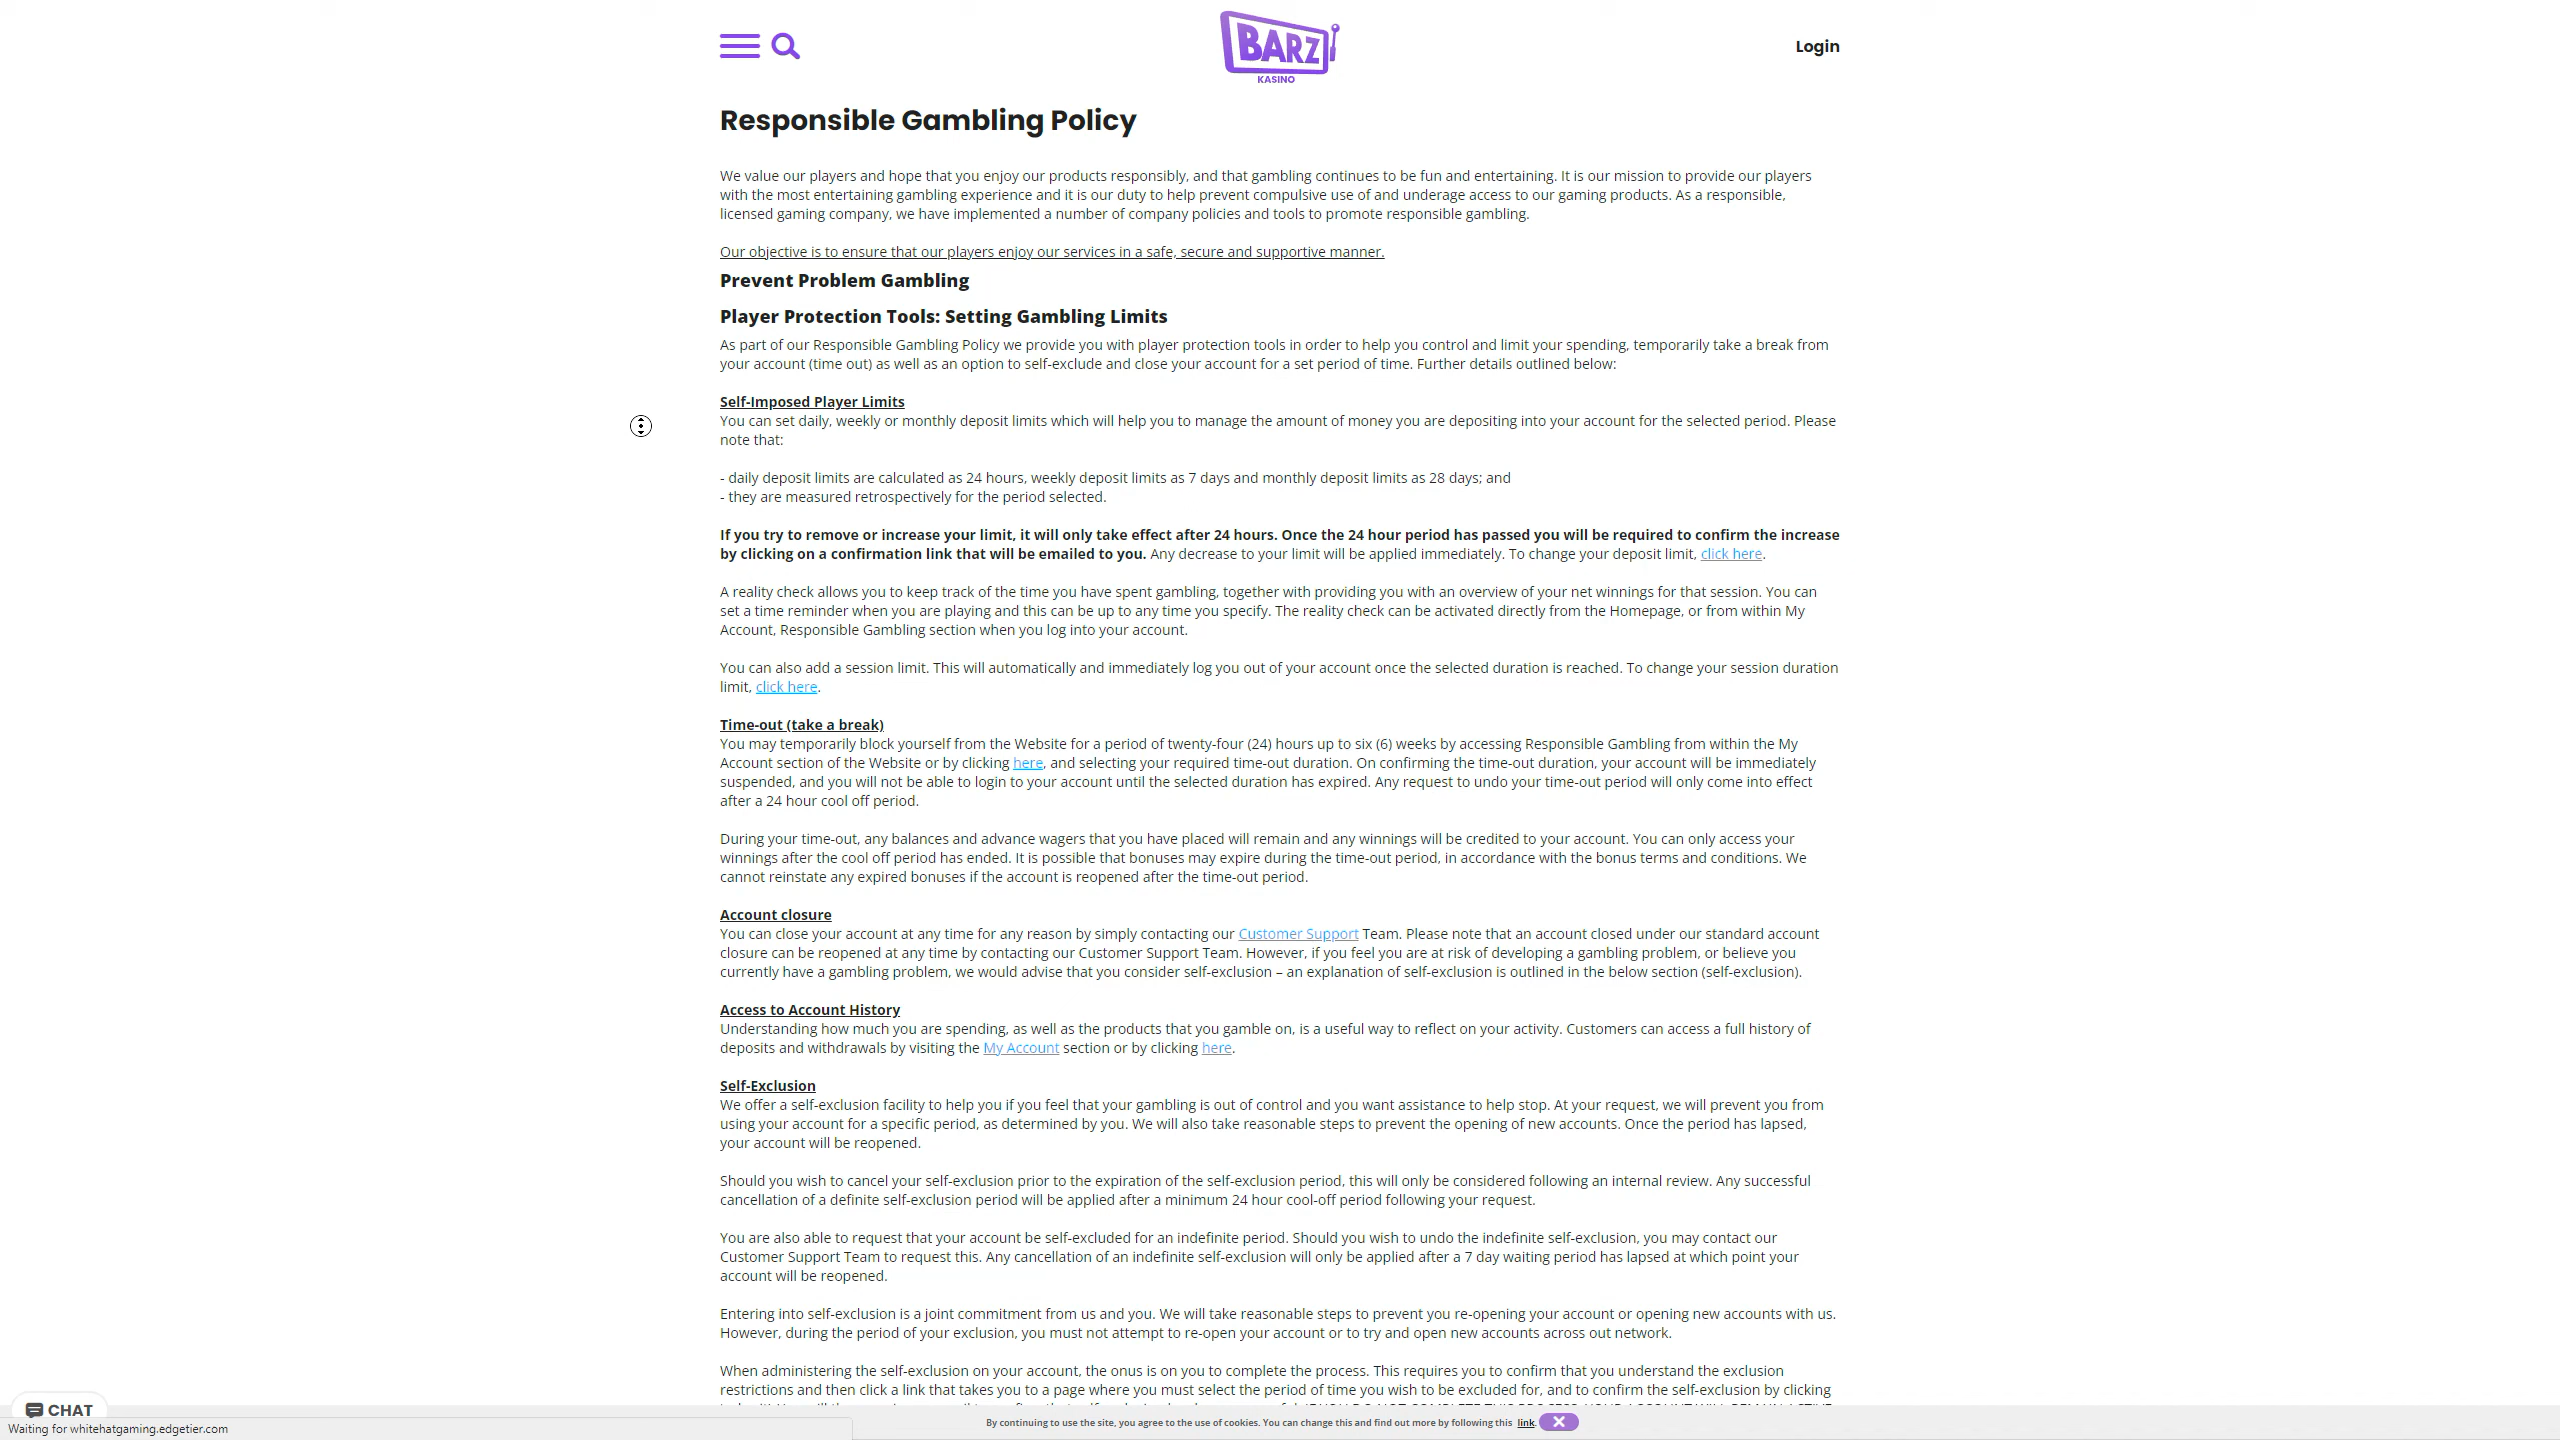 BARZ
KASINO
Login
Responsible Gambling Policy
We value our players and hope that you enjoy our products responsibly, and that gambling continues to be fun and entertaining. It is our mission to provide our players
with the most entertaining gambling experience and it is our duty to help prevent compulsive use of and underage access to our gaming products. As a responsible,
licensed gaming company, we have implemented a number of company policies and tools to promote responsible gambling.
Our objective is to ensure that our players enjoy our services in a safe, secure and supportive manner.
Prevent Problem Gambling
Player Protection Tools: Setting Gambling Limits
As part of our Responsible Gambling Policy we provide you with player protection tools in order to help you control and limit your spending, temporarily take a break from
your account (time out) as well as an option to self-exclude and close your account for a set period of time. Further details outlined below:
Self-Imposed Player Limits
You can set daily, weekly or monthly deposit limits which will help you to manage the amount of money you are depositing into your account for the selected period. Please
note that:
- daily deposit limits are calculated as 24 hours, weekly deposit limits as 7 days and monthly deposit limits as 28 days; and
- they are measured retrospectively for the period selected.
If you try to remove or increase your limit, it will only take effect after 24 hours. Once the 24 hour period has passed you will be required to confirm the increase
by clicking on a confirmation link that will be emailed to you. Any decrease to your limit will be applied immediately. To change your deposit limit, click here.
A reality check allows you to keep track of the time you have spent gambling, together with providing you with an overview of your net winnings for that session. You can
set a time reminder when you are playing and this can be up to any time you specify. The reality check can be activated directly from the Homepage, or from within My
Account, Responsible Gambling section when you log into your account.
You can also add a session limit. This will automatically and immediately log you out of your account once the selected duration is reached. To change your session duration
limit, click here.
Time-out (take a break)
You may temporarily block yourself from the Website for a period of twenty-four (24) hours up to six (6) weeks by accessing Responsible Gambling from within the My
Account section of the Website or by clicking here, and selecting your required time-out duration. On confirming the time-out duration, your account will be immediately
suspended, and you will not be able to login to your account until the selected duration has expired. Any request to undo your time-out period will only come into effect
after a 24 hour cool off period.
During your time-out, any balances and advance wagers that you have placed will remain and any winnings will be credited to your account. You can only access your
winnings after the cool off period has ended. It is possible that bonuses may expire during the time-out period, in accordance with the bonus terms and conditions. We
cannot reinstate any expired bonuses if the account is reopened after the time-out period.
Account closure
You can close your account at any time for any reason by simply contacting our Customer Support Team. Please note that an account closed under our standard account
closure can be reopened at any time by contacting our Customer Support Team. However, if you feel you are at risk of developing a gambling problem, or believe you
currently have a gambling problem, we would advise that you consider self-exclusion – an explanation of self-exclusion is outlined in the below section (self-exclusion).
Access to Account History
Understanding how much you are spending, as well as the products that you gamble on, is a useful way to reflect on your activity. Customers can access a full history of
deposits and withdrawals by visiting the My Account section or by clicking here.
Self-Exclusion
We offer a self-exclusion facility to help you if you feel that your gambling is out of control and you want assistance to help stop. At your request, we will prevent you from
using your account for a specific period, as determined by you. We will also take reasonable steps to prevent the opening of new accounts. Once the period has lapsed,
your account will be reopened.
Should you wish to cancel your self-exclusion prior to the expiration of the self-exclusion period, this will only be considered following an internal review. Any successful
cancellation of a definite self-exclusion period will be applied after a minimum 24 hour cool-off period following your request.
You are also able to request that your account be self-excluded for an indefinite period. Should you wish to undo the indefinite self-exclusion, you may contact our
Customer Support Team to request this. Any cancellation of an indefinite self-exclusion will only be applied after a 7 day waiting period has lapsed at which point your
account will be reopened.
Entering into self-exclusion is a joint commitment from us and you. We will take reasonable steps to prevent you re-opening your account or opening new accounts with us.
However, during the period of your exclusion, you must not attempt to re-open your account or to try and open new accounts across out network.
When administering the self-exclusion on your account, the onus is on you to complete the process. This requires you to confirm that you understand the exclusion
restrictions and then click a link that takes you to a page where you must select the period of time you wish to be excluded for, and to confirm the self-exclusion by clicking
CHAT
By continuing to use the site, you agree to the use of cookies. You can change this and find out more by following this link.
Waiting for whitehatgaming.edgetier.com